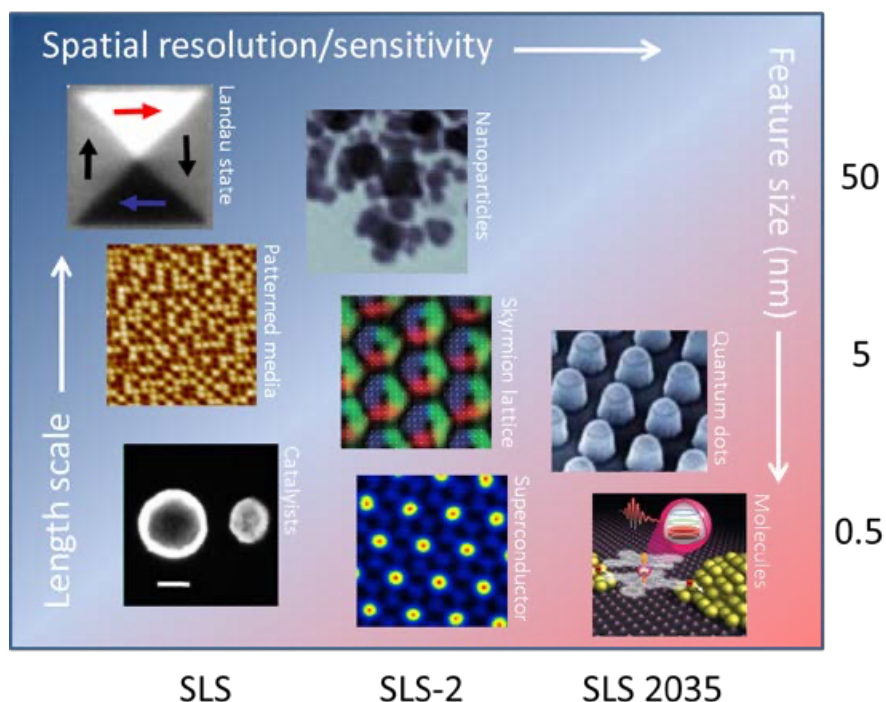 Spatial resolution/sensitivity
Feature size (nm)
Length scale
Landau state
Nanoparticles
Patterned media
Skyrmion lattice
Quantum dots
Catalyists
Superconductor
Molecules
50
5
0.5
SLS
SLS-2
SLS 2035